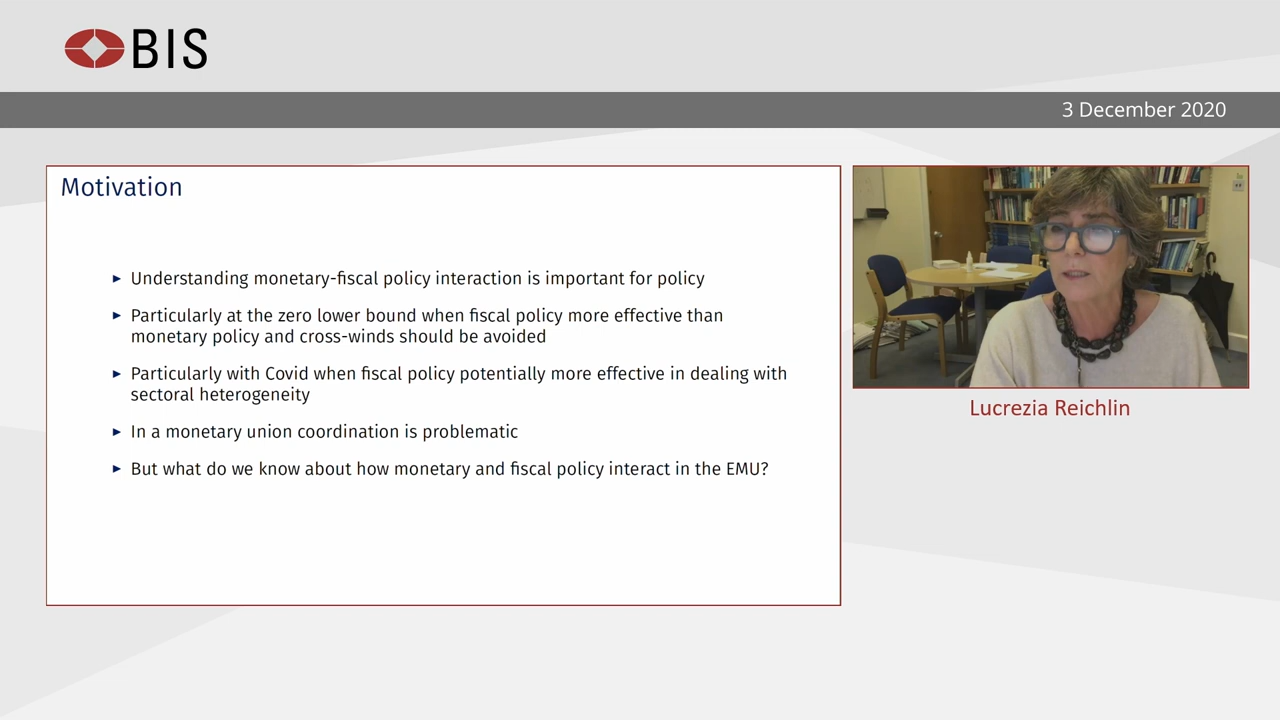 BIS
3 December 2020
Motivation
► Understanding monetary-fiscal policy interaction is important for policy
► Particularly at the zero lower bound when fiscal policy more effective than
monetary policy and cross-winds should be avoided
► Particularly with Covid when fiscal policy potentially more effective in dealing with
sectoral heterogeneity
► In a monetary union coordination is problematic
► But what do we know about how monetary and fiscal policy interact in the EMU?
Lucrezia Reichlin